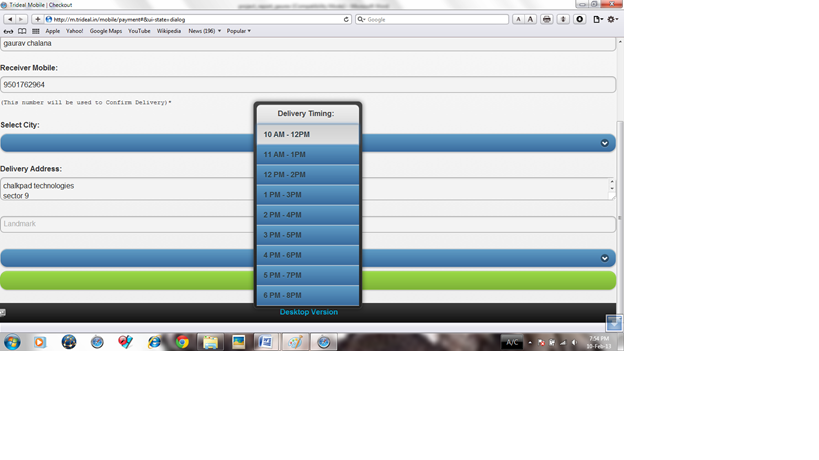 Trideal Mobile | Checkout
http://m.trideal.in/mobile/payment#&ui-state=dialog
Google
A A
Apple Yahoo! Google Maps YouTube Wikipedia News (195) Popular
gaurav chalana
Receiver Mobile:
9501762964
(This number will be used to Confirm Delivery)*
Select City:
Delivery Address:
chalkpad technologies
sector 9
Landmark
Delivery Timing:
10 AM - 12PM
11 AM - 1PM
12 PM - 2PM
1 PM - 3PM
2 PM - 4PM
3 PM - 5PM
4 PM - 6PM
5 PM - 7PM
6 PM - 8PM
Desktop Version
A/C
7:54 PM
10-Feb-13